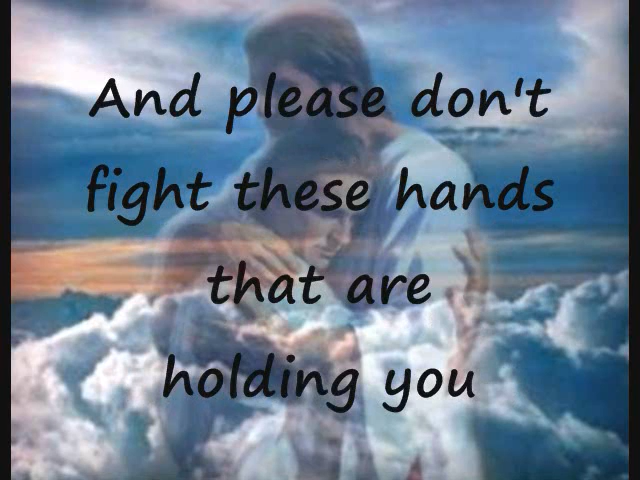 And please don't
fight these hands
that are
holding you